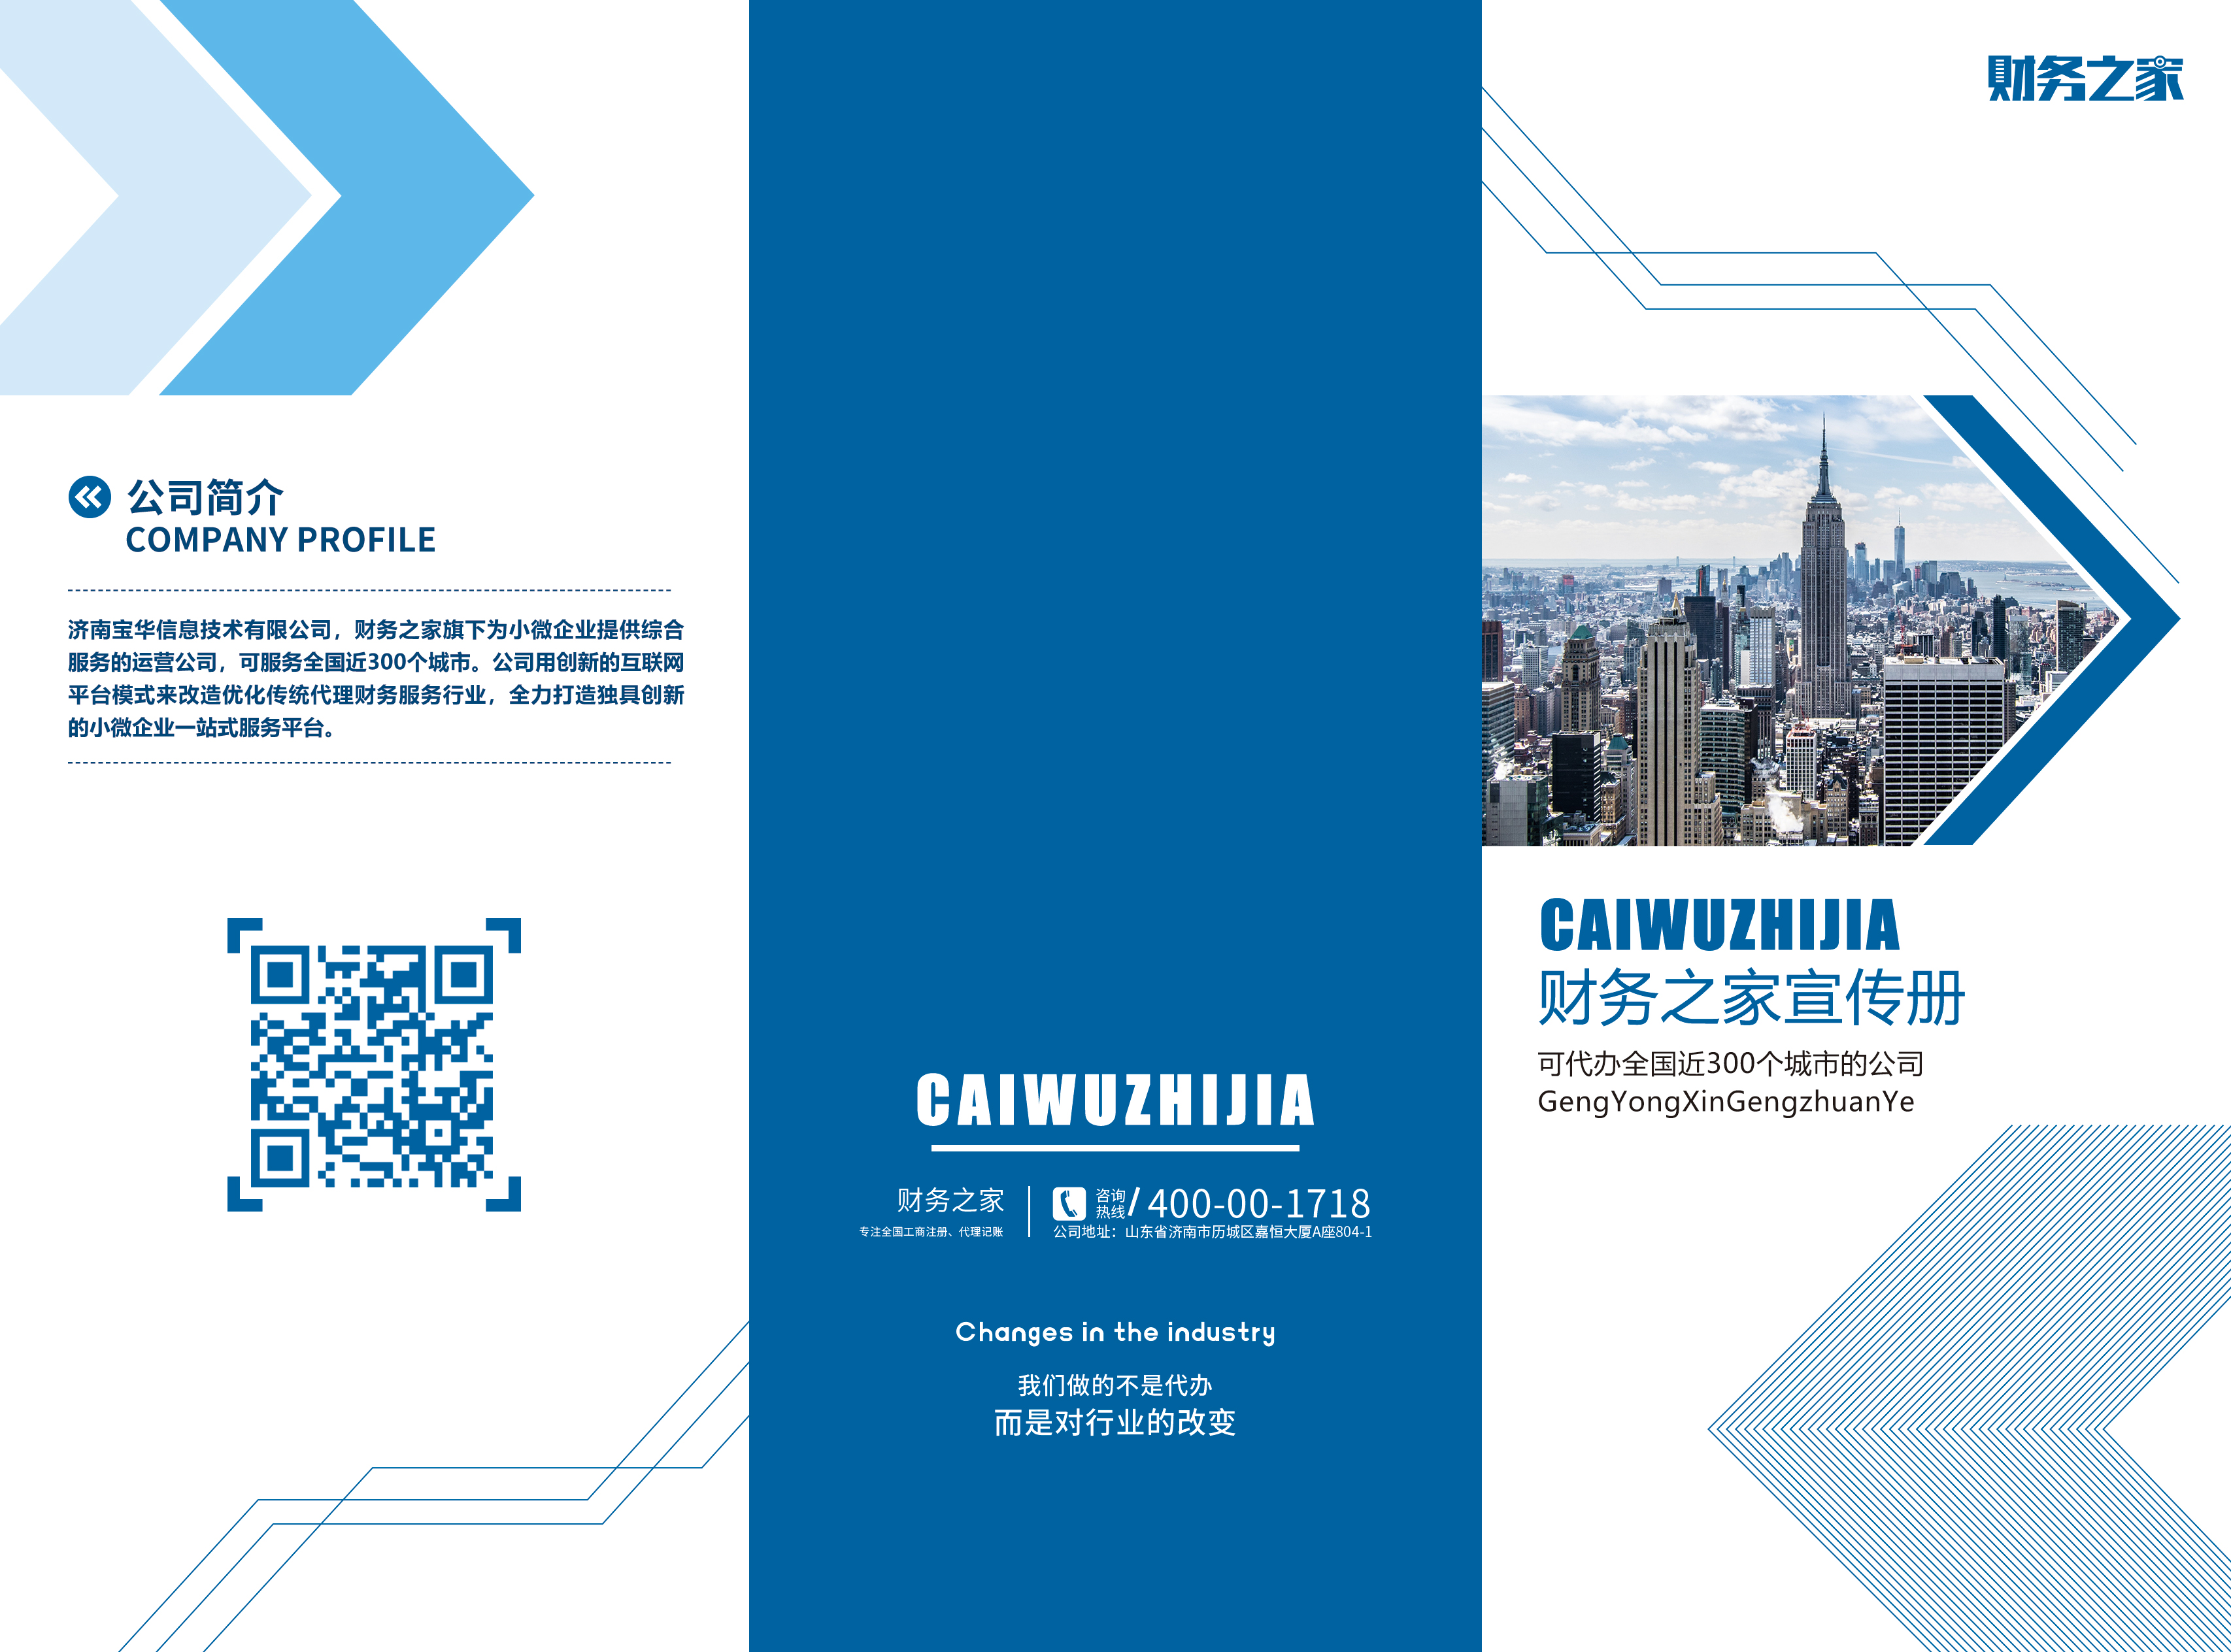 公司简介
COMPANY PROFILE
济南宝华信息技术有限公司，财务之家旗下为小微企业提供综合
服务的运营公司，可服务全国近300个城市。公司用创新的互联网
平台模式来改造优化传统代理财务服务行业，全力打造独具创新
的小微企业一站式服务平台。
CAIWUZHIJIA
财务之家
专注全国工商注册、代理记账
咨询
热线
/ 400-00-1718
公司地址：山东省济南市历城区嘉恒大厦A座804-1
Changes in the industry
我们做的不是代办
而是对行业的改变
财务之家
CAIWUZHIJIA
财务之家宣传册
可代办全国近300个城市的公司
GengYongXinGengzhuanYe